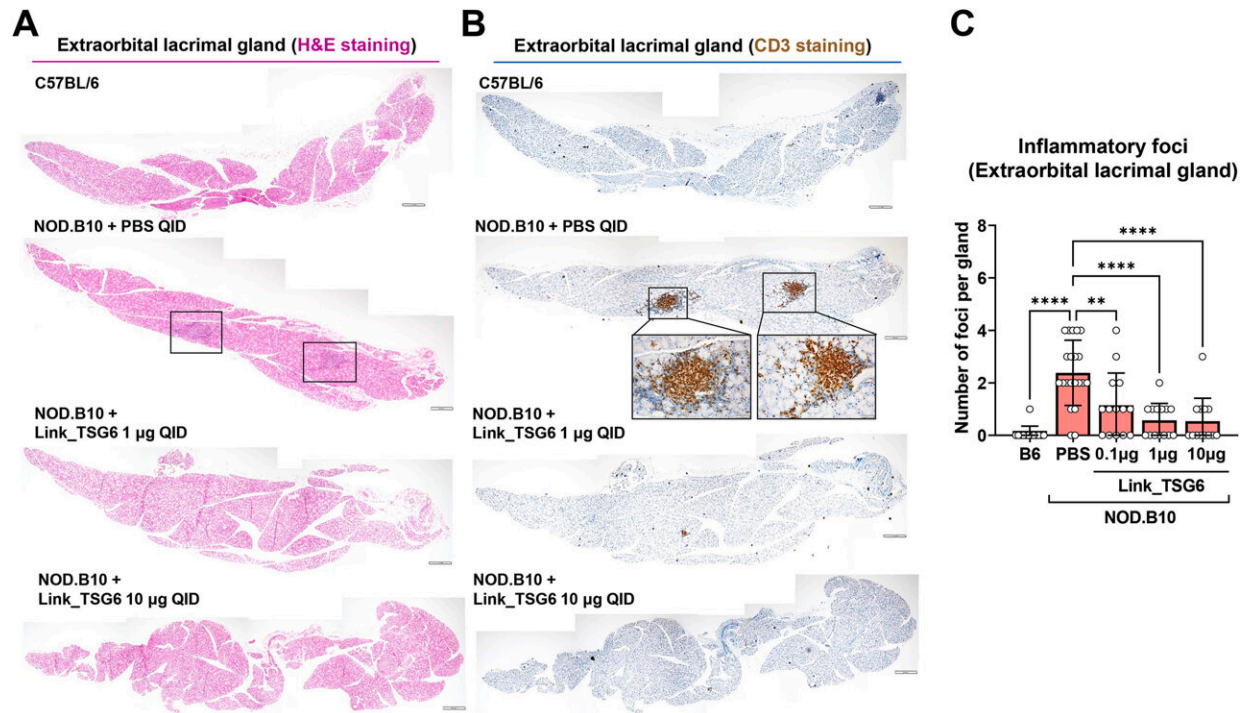 A
Extraorbital lacrimal gland (H&E staining)
C57BL/6
NOD.B10 + PBS QID
NOD.B10 +
Link_TSG6 1 µg QID
NOD.B10 +
Link_TSG6 10 µg QID
B
Extraorbital lacrimal gland (CD3 staining)
C57BL/6
NOD.B10 + PBS QID
NOD.B10 +
Link_TSG6 1 µg QID
NOD.B10 +
Link_TSG6 10 µg QID
C
Inflammatory foci
(Extraorbital lacrimal gland)
Number of foci per gland
8
6
4
2
0
****
****
**** **
B6 PBS 0.1µg 1µg 10µg
Link_TSG6
NOD.B10